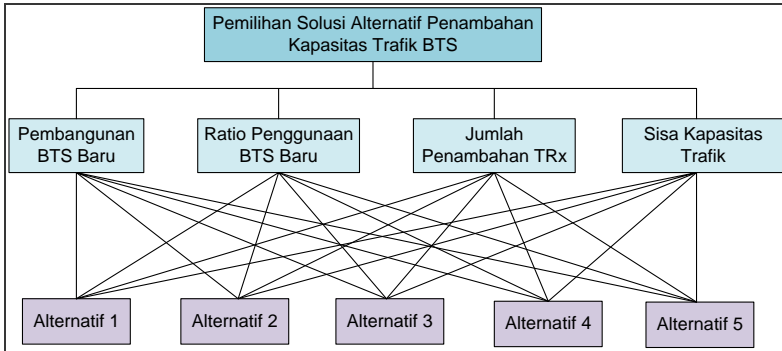 Pemilihan Solusi Alternatif Penambahan
Kapasitas Trafik BTS
Pembangunan
BTS Baru
Ratio Penggunaan
BTS Baru
Jumlah
Penambahan TRx
Sisa Kapasitas
Trafik
Alternatif 1
Alternatif 2
Alternatif 3
Alternatif 4
Alternatif 5